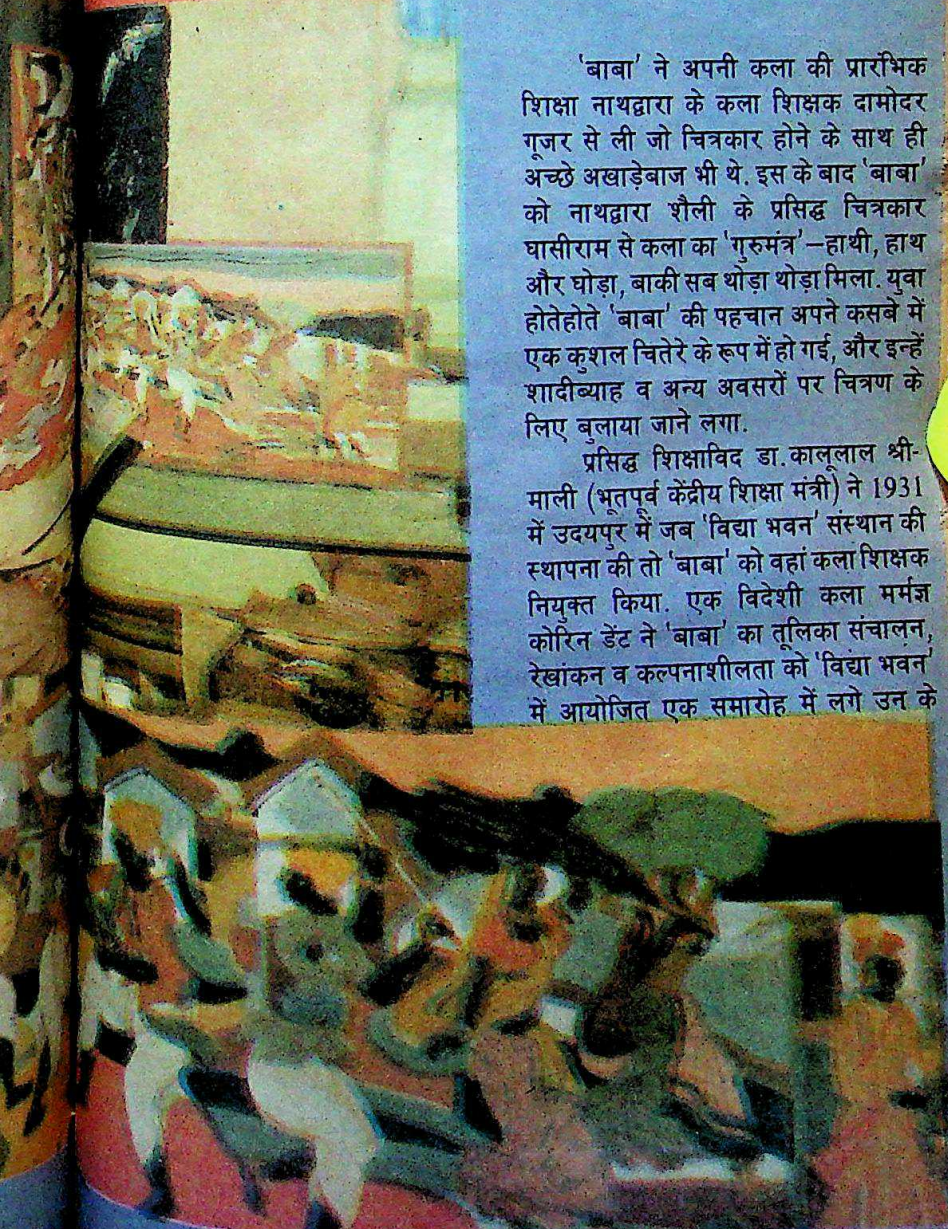 'बाबा' ने अपनी कला की प्रारंभिक
शिक्षा नाथद्वारा के कला शिक्षक दामोदर
गूजर से ली जो चित्रकार होने के साथ ही
अच्छे अखाड़ेबाज भी थे. इस के बाद 'बाबा'
को नाथद्वारा शैली के प्रसिद्ध चित्रकार
घासीराम से कला का 'गुरुमंत्र'—हाथी, हाथ
और घोड़ा, बाकी सब थोड़ा थोड़ा मिला. युवा
होतेहोते 'बाबा' की पहचान अपने कसबे में
एक कुशल चितेरे के रूप में हो गई, और इन्हें
शादीब्याह व अन्य अवसरों पर चित्रण के
लिए बुलाया जाने लगा.
प्रसिद्ध शिक्षाविद डा. कालूलाल श्री-
माली (भूतपूर्व केंद्रीय शिक्षा मंत्री) ने 1931
में उदयपुर में जब 'विद्या भवन' संस्थान की
स्थापना की तो 'बाबा' को वहां कला शिक्षक
नियुक्त किया. एक विदेशी कला मर्मज्ञ
कोरिन डेंट ने 'बाबा' का तूलिका संचालन,
रेखांकन व कल्पनाशीलता को 'विद्या भवन'
में आयोजित एक समारोह में लगे उन के